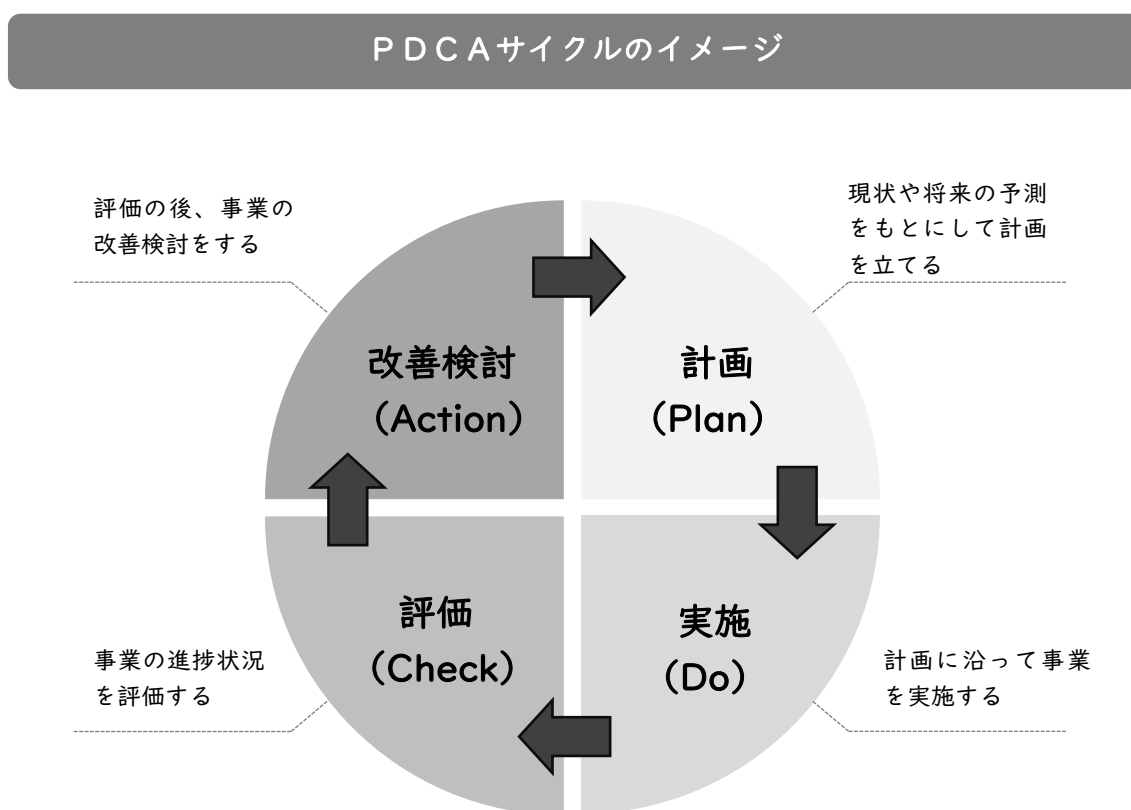 ＰＤＣＡサイクルのイメージ
評価の後、事業の
改善検討をする
現状や将来の予測
をもとにして計画
を立てる
改善検討
（Action）
計画
（Plan）
評価
（Check）
実施
（Do）
事業の進捗状況
を評価する
計画に沿って事業
を実施する